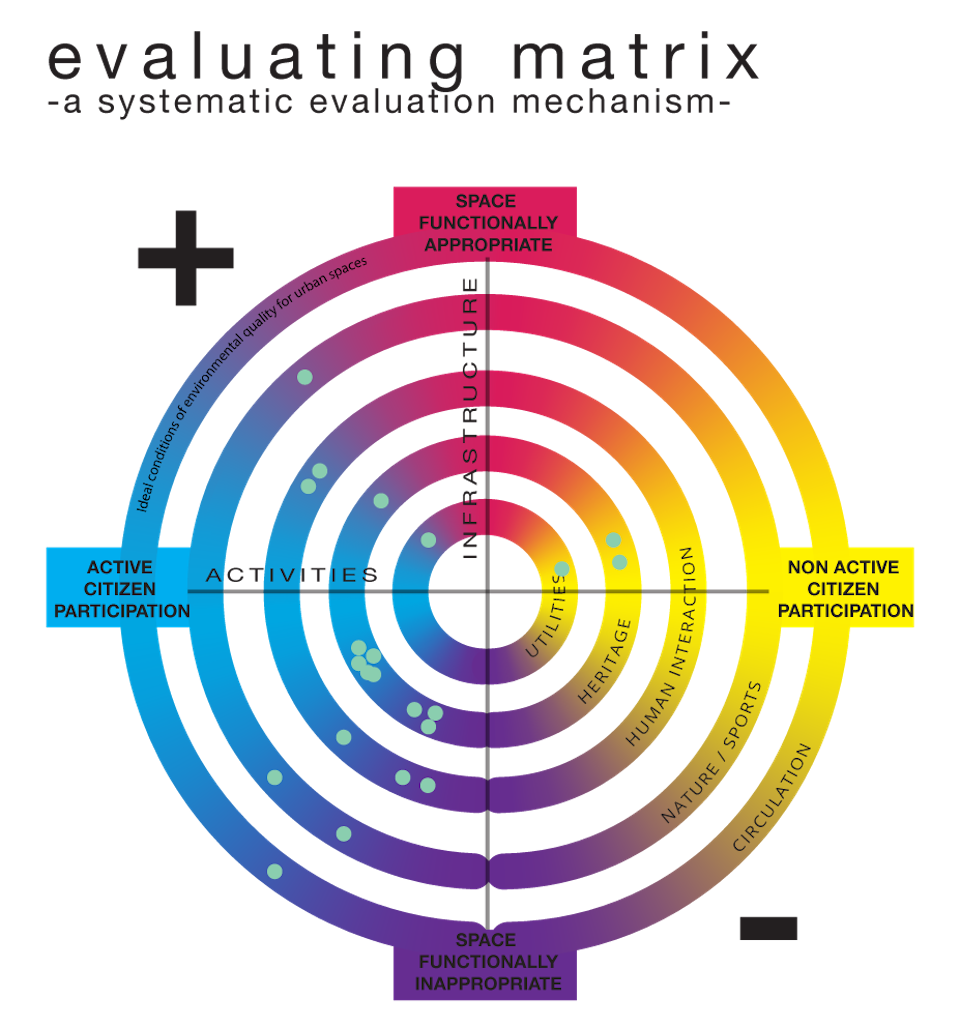 evaluating matrix
-a systematic evaluation mechanism-
SPACE
FUNCTIONALLY
APPROPRIATE
Ideal conditions of environmental quality for urban spaces
INFRASTRUCTURE
ACTIVE
CITIZEN
PARTICIPATION
ACTIVITIES
NON ACTIVE
CITIZEN
PARTICIPATION
UTILITIES
HERITAGE
HUMAN INTERACTION
NATURE / SPORTS
CIRCULATION
SPACE
FUNCTIONALLY
INAPPROPRIATE